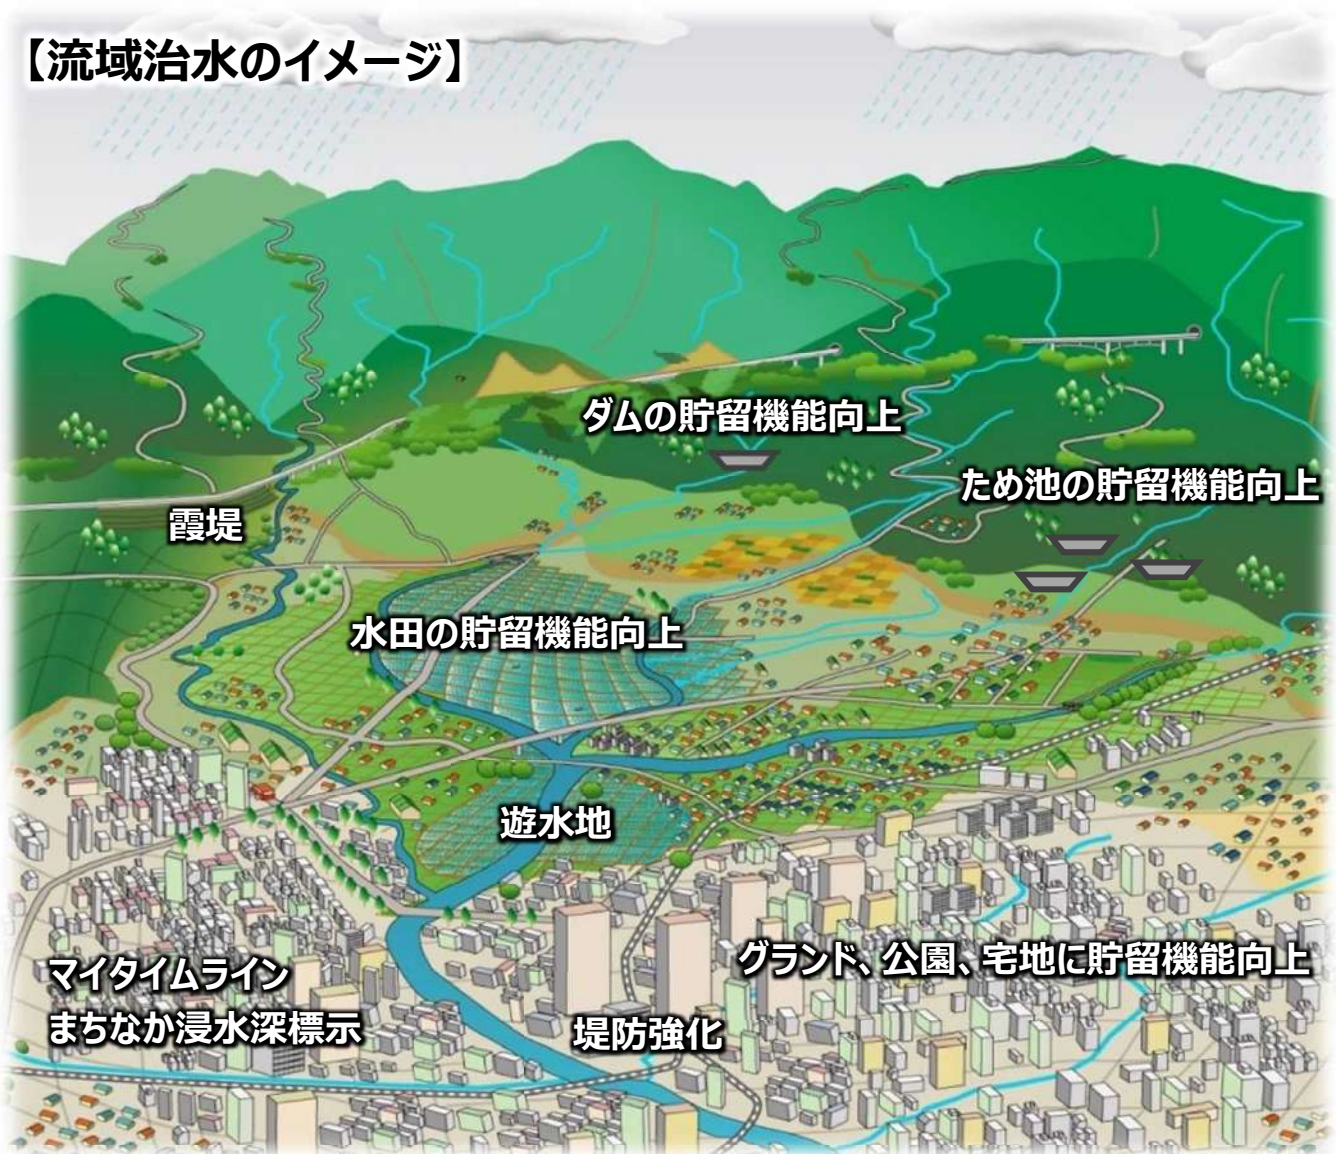 【流域治水のイメージ】
ダムの貯留機能向上
ため池の貯留機能向上
霞堤
水田の貯留機能向上
遊水地
グランド、公園、宅地に貯留機能向上
マイタイムライン
まちなか浸水深標示
堤防強化